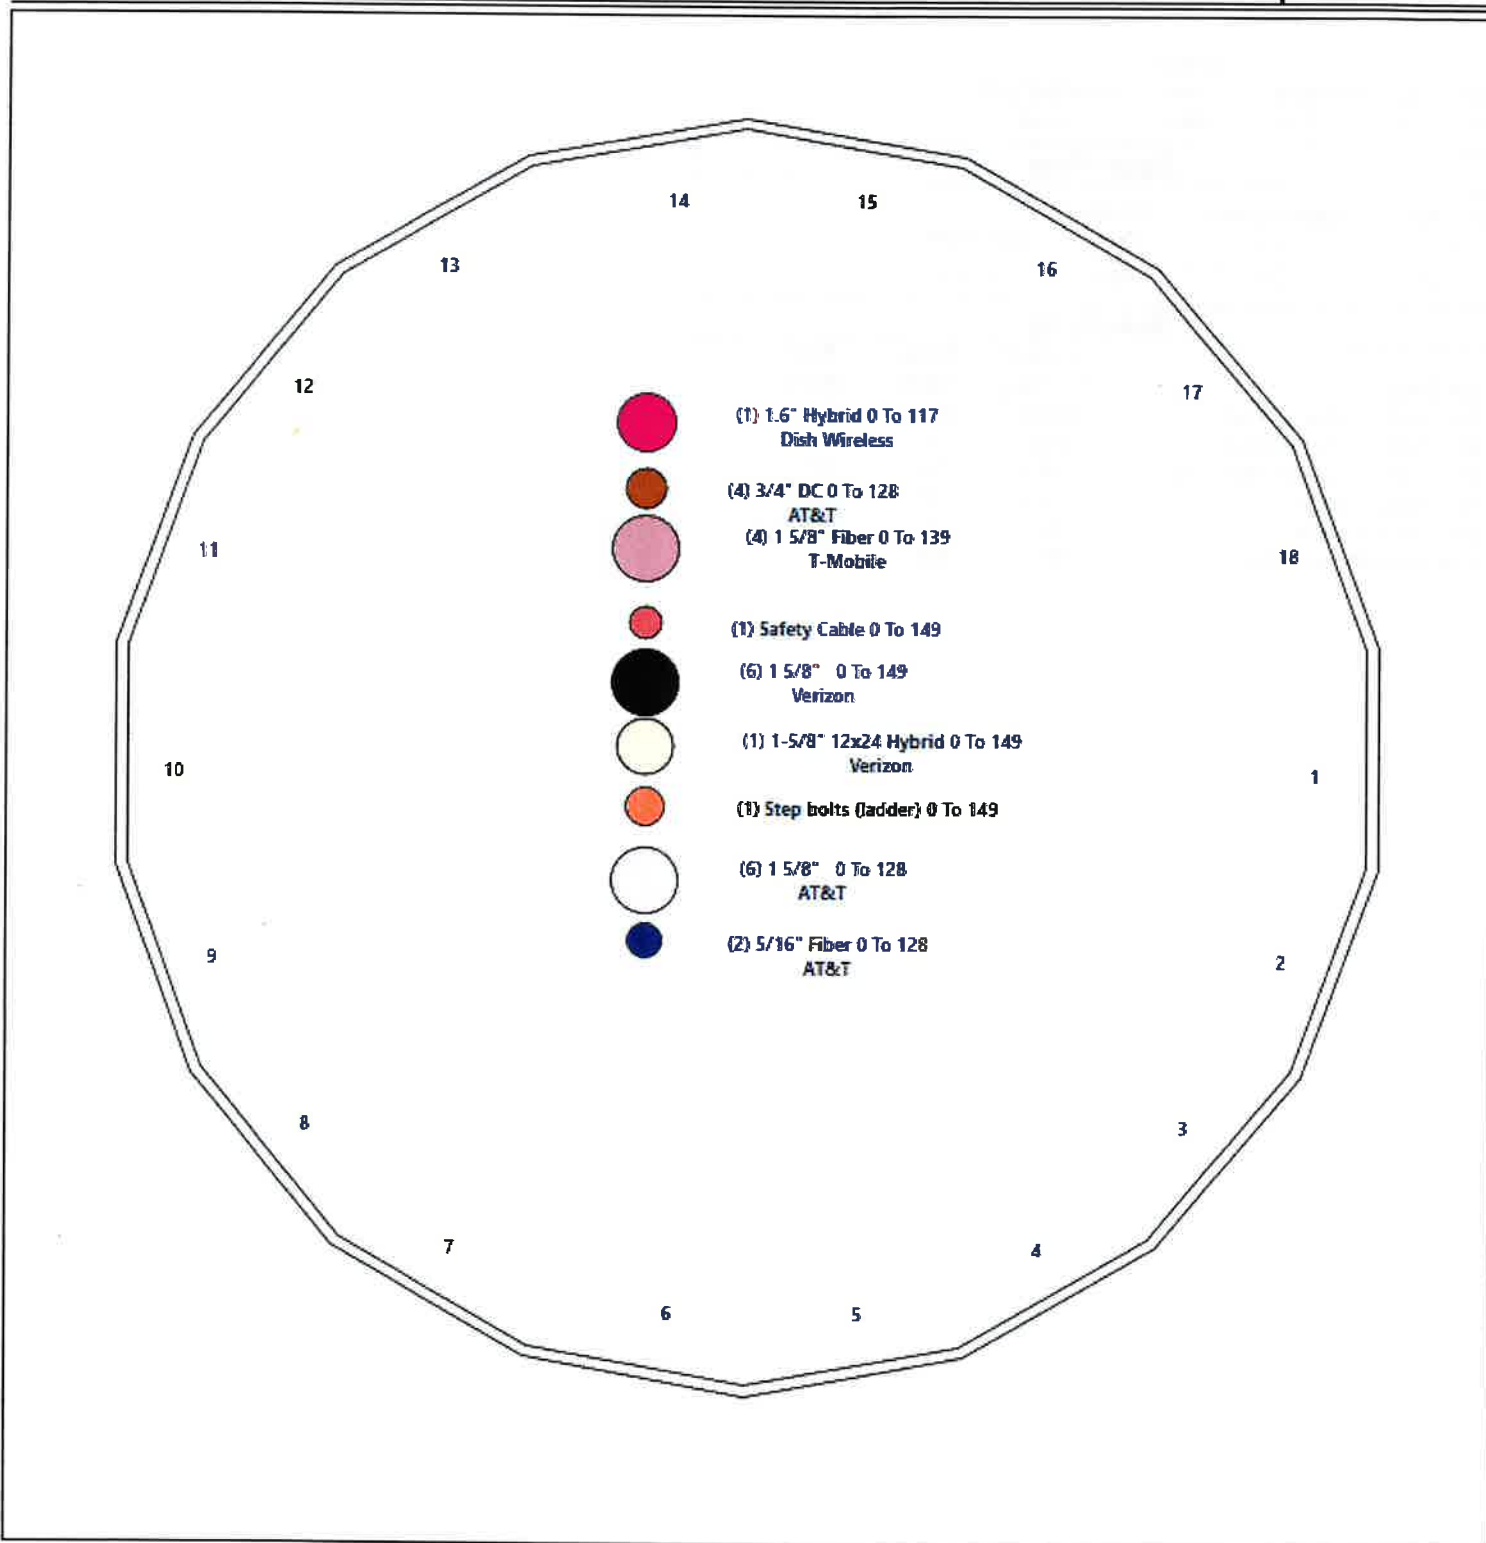 14
15
13
16
12
17
(1) 1.6" Hybrid 0 To 117
Dish Wireless
(4) 3/4" DC 0 To 128
AT&T
(4) 1 5/8" Fiber 0 To 139
T-Mobile
11
18
(1) Safety Cable 0 To 149
(6) 1 5/8" 0 To 149
Verizon
(1) 1-5/8" 12x24 Hybrid 0 To 149
Verizon
10
1
(1) Step bolts (ladder) 0 To 149
(6) 1 5/8" 0 To 128
AT&T
(2) 5/16" Fiber 0 To 128
AT&T
9
2
8
3
7
4
6
5